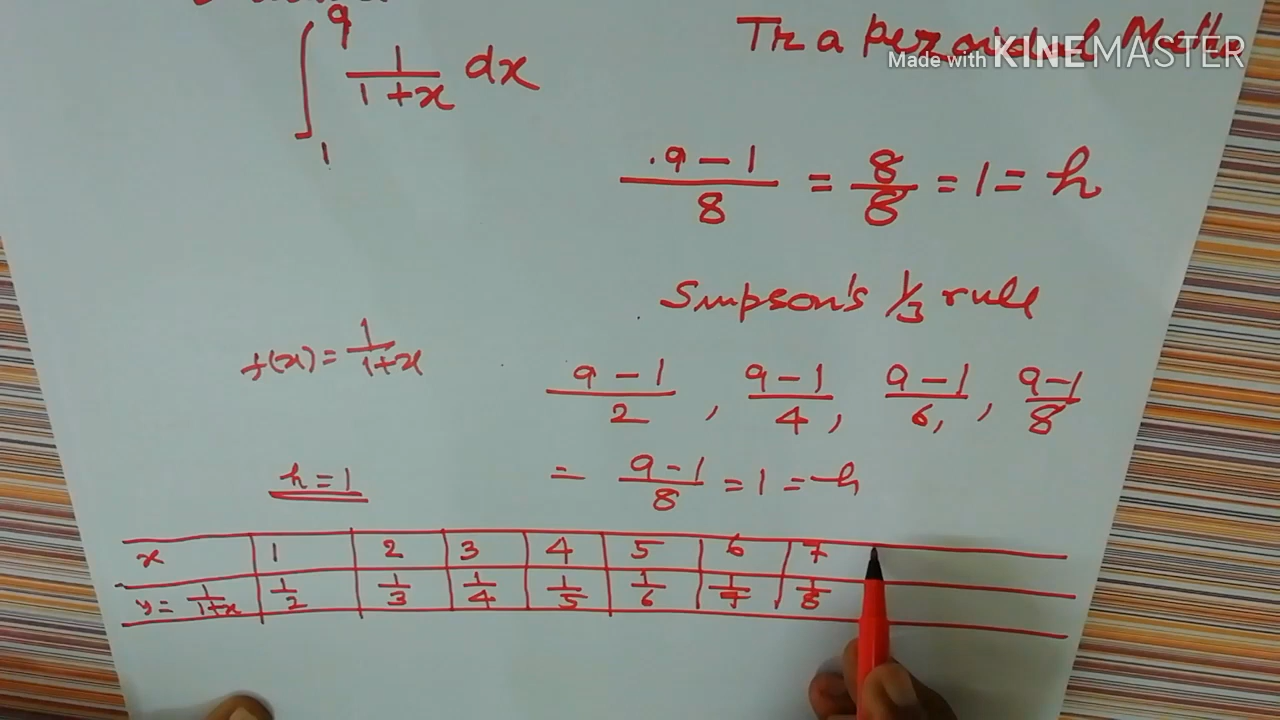 ∫₁⁹ 1/(1+x) dx
Trapezoidal
Made with KINEMASTER
.9 – 1 / 8 = 8/8 = 1 = h
Simpson's 1/3 rule
f(x) = 1/(1+x)
9 – 1 / 2 , 9 – 1 / 4 , 9 – 1 / 6 , 9 – 1 / 8
h = 1
= 9 – 1 / 8 = 1 = h
x 1 2 3 4 5 6 7
y = 1/(1+x) 1/2 1/3 1/4 1/5 1/6 1/7 1/8